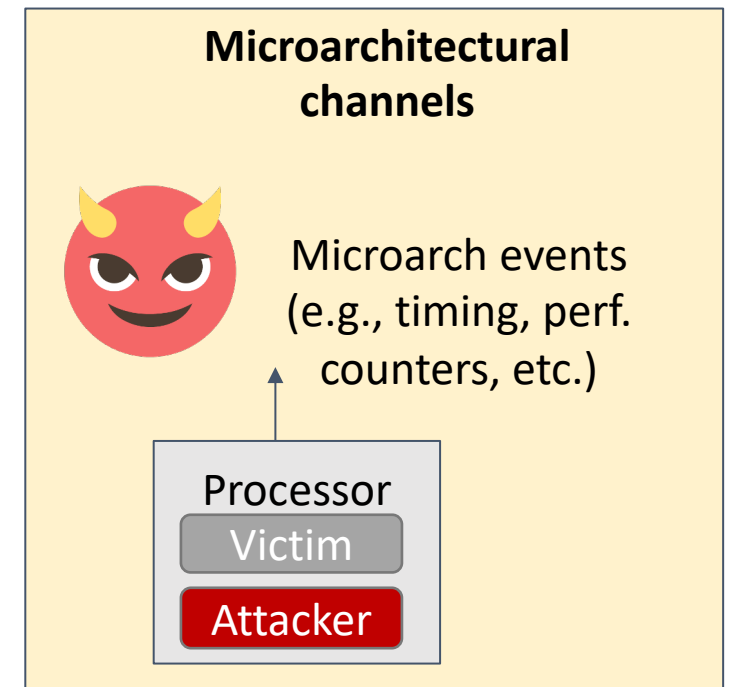 Microarchitectural
channels
Microarch events
(e.g., timing, perf.
counters, etc.)
Processor
Victim
Attacker